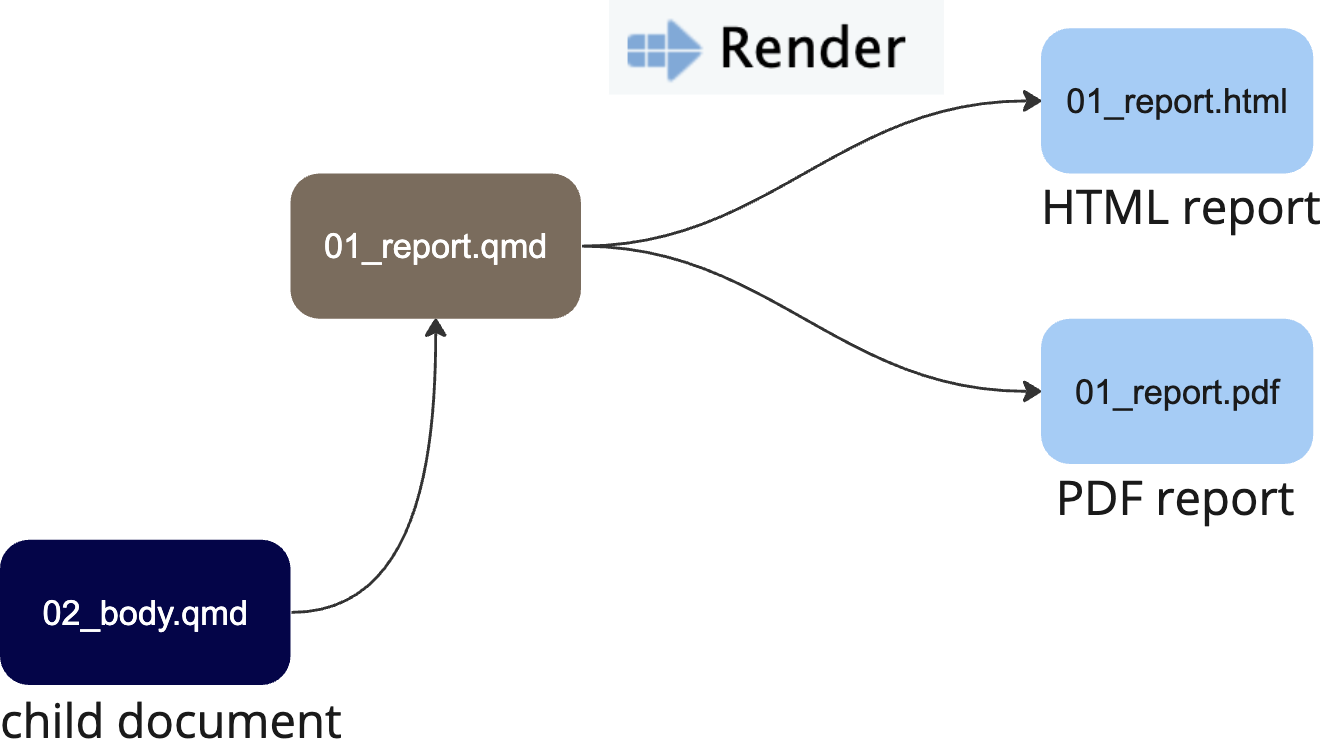 Render
01_report.html
HTML report
01_report.qmd
01_report.pdf
PDF report
02_body.qmd
child document